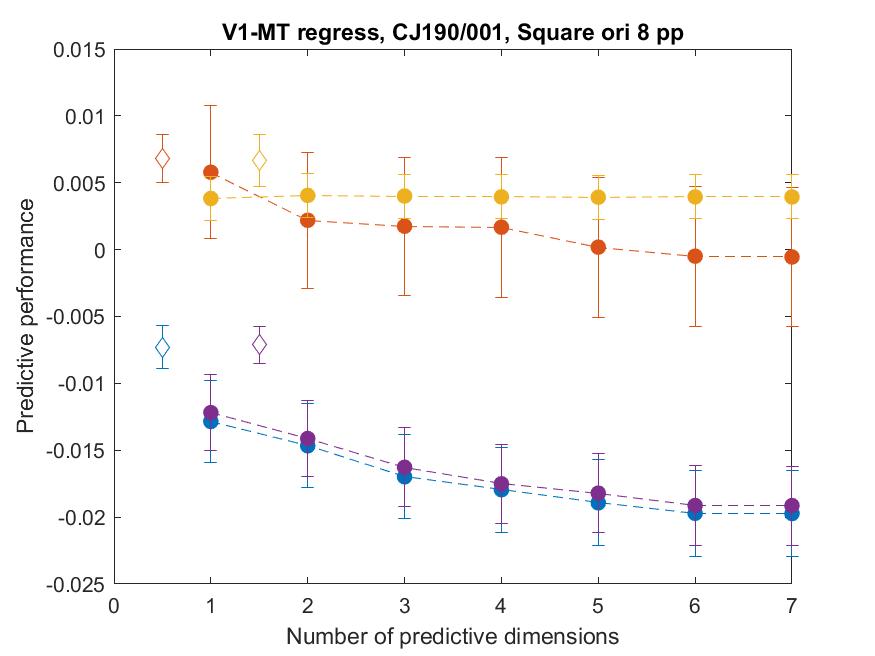 V1-MT regress, CJ190/001, Square ori 8 pp
0.015
0.01
0.005
0
-0.005
-0.01
-0.015
-0.02
-0.025
Predictive performance
0 1 2 3 4 5 6 7
Number of predictive dimensions